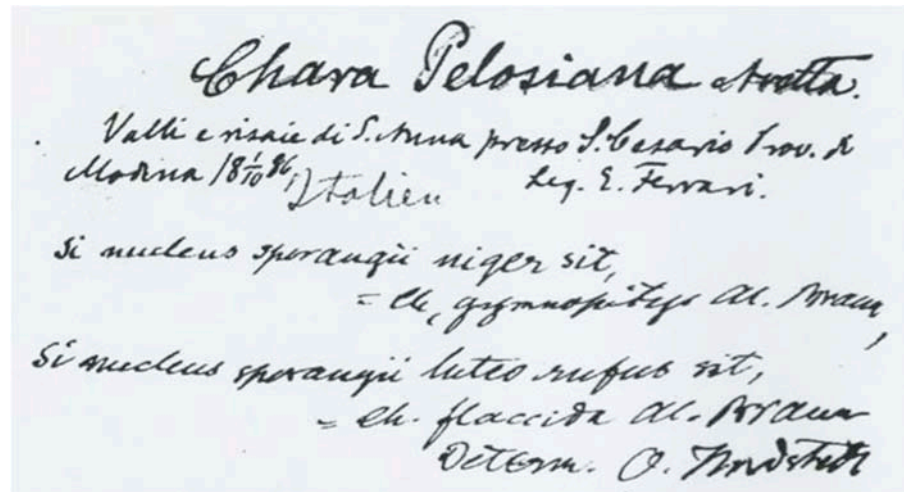 Chara Pelosiana Avetta.
Valli e risaie di S. Anna presso S. Cesario Prov. di
Modena 18 1/10 86, Italien Leg. E. Ferrari.
Si nucleus sporangii niger sit,
= Ch. gymnopitys Al. Braun,
Si nucleus sporangii luteo rufus sit,
= Ch. flaccida Al. Braun
Determ. O. Nordstedt